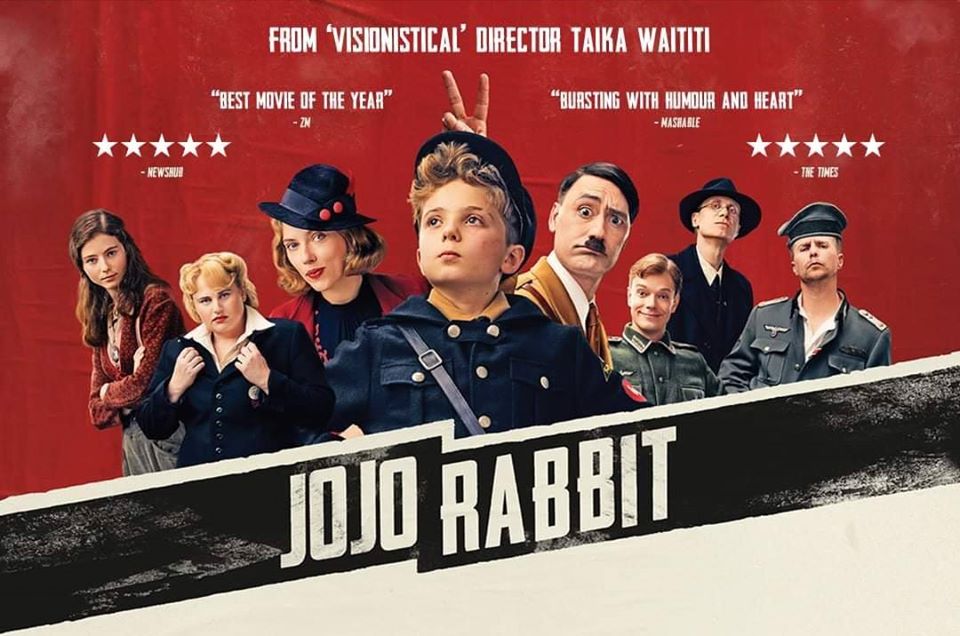 FROM 'VISIONISTICAL' DIRECTOR TAIKA WAITITI
"BEST MOVIE OF THE YEAR"
- ZM
"BURSTING WITH HUMOUR AND HEART"
- MASHABLE
★★★★★
- NEWSHUB
★★★★★
- THE TIMES
JOJO RABBIT